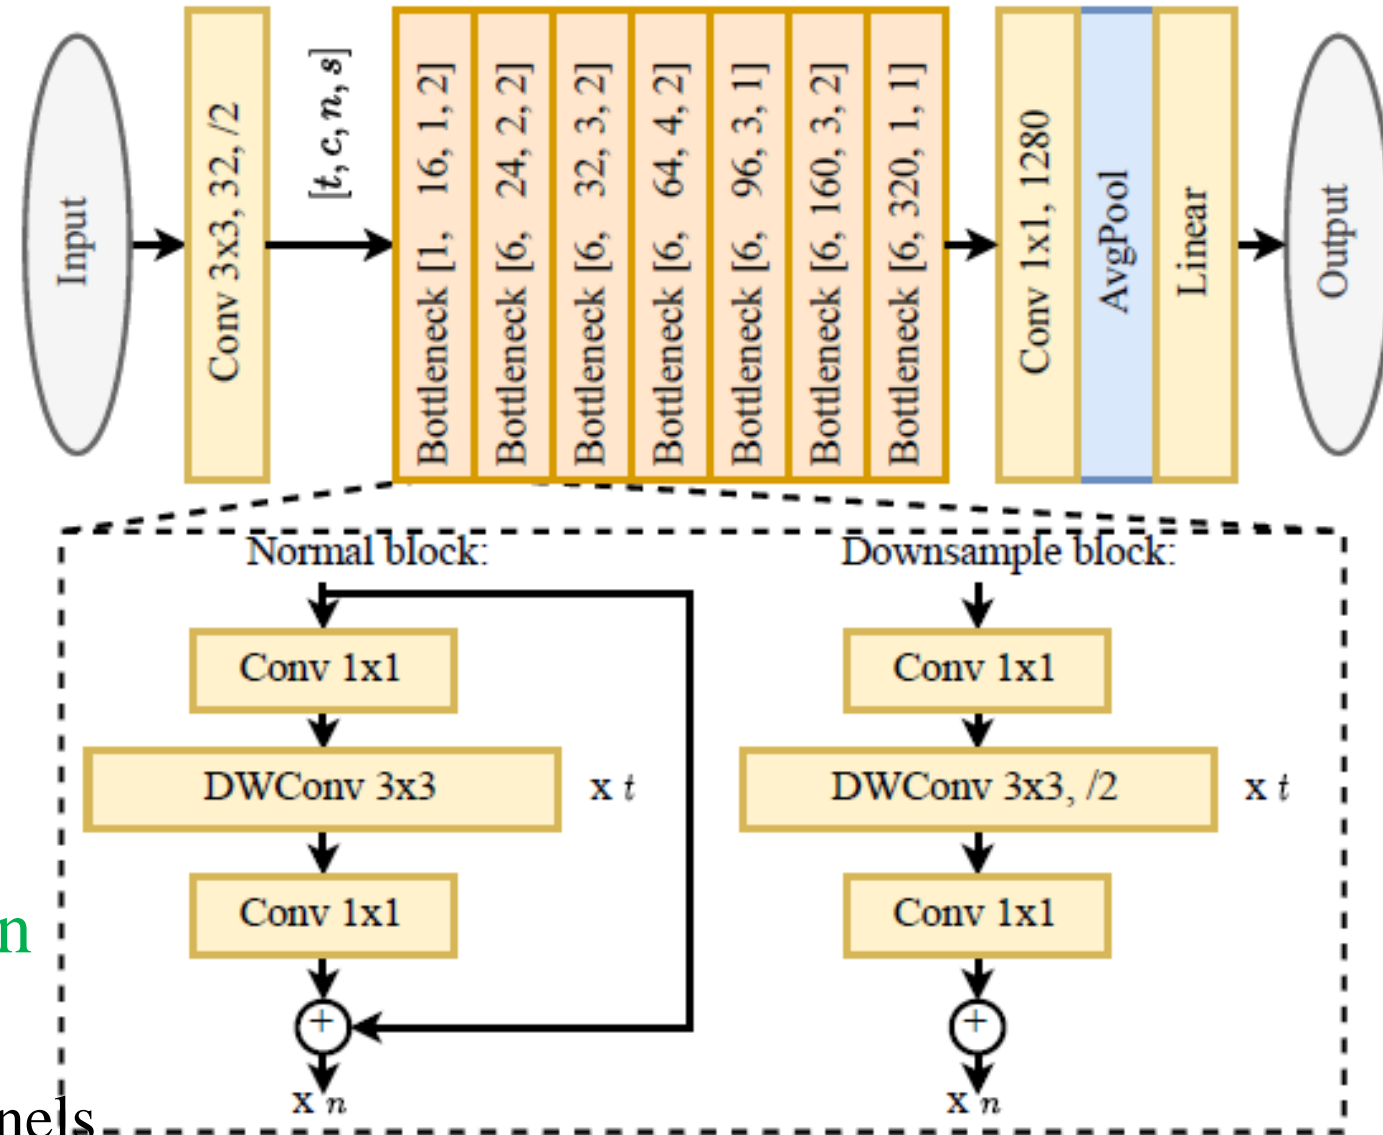 Input
Conv 3x3, 32, /2
[t, c, n, s]
Bottleneck [1, 16, 1, 2]
Bottleneck [6, 24, 2, 2]
Bottleneck [6, 32, 3, 2]
Bottleneck [6, 64, 4, 2]
Bottleneck [6, 96, 3, 1]
Bottleneck [6, 160, 3, 2]
Bottleneck [6, 320, 1, 1]
Conv 1x1, 1280
AvgPool
Linear
Output
Normal block:
Conv 1x1
DWConv 3x3
x t
Conv 1x1
+
x n
Downsample block:
Conv 1x1
DWConv 3x3, /2
x t
Conv 1x1
+
x n
n
nels